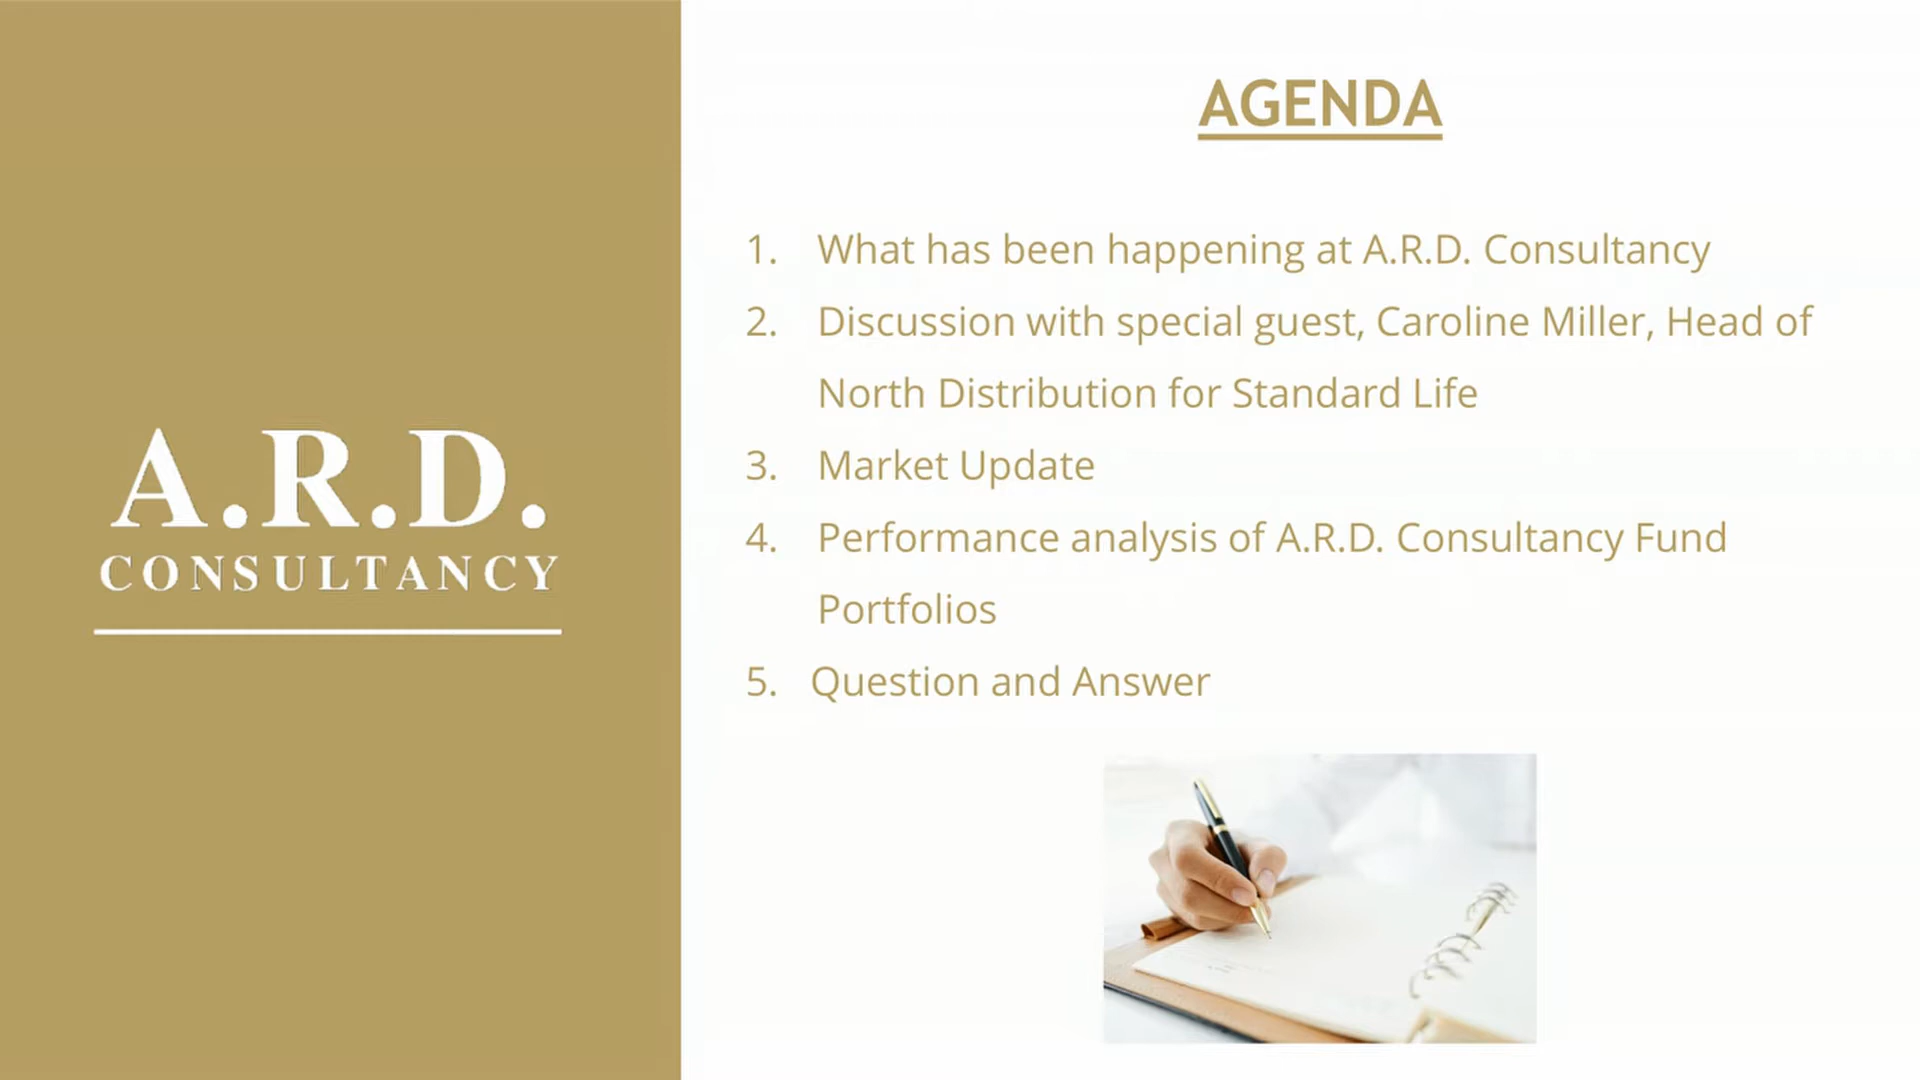 A.R.D.
CONSULTANCY
AGENDA
1. What has been happening at A.R.D. Consultancy
2. Discussion with special guest, Caroline Miller, Head of
North Distribution for Standard Life
3. Market Update
4. Performance analysis of A.R.D. Consultancy Fund
Portfolios
5. Question and Answer